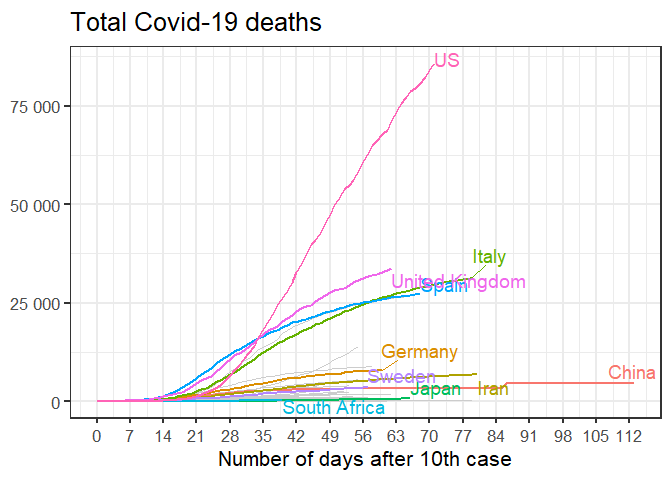 Total Covid-19 deaths
US
75 000
50 000
Italy
United Kingdom
Spain
25 000
Germany
China
Sweden
Japan
Iran
0
South Africa
0 7 14 21 28 35 42 49 56 63 70 77 84 91 98 105 112
Number of days after 10th case